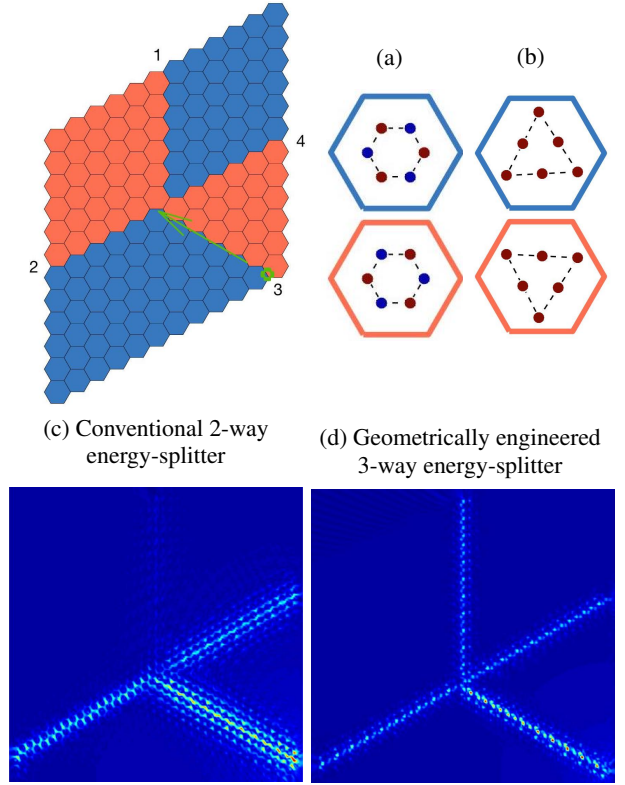 1
(a)
(b)
4
2
3
(c) Conventional 2-way
energy-splitter
(d) Geometrically engineered
3-way energy-splitter